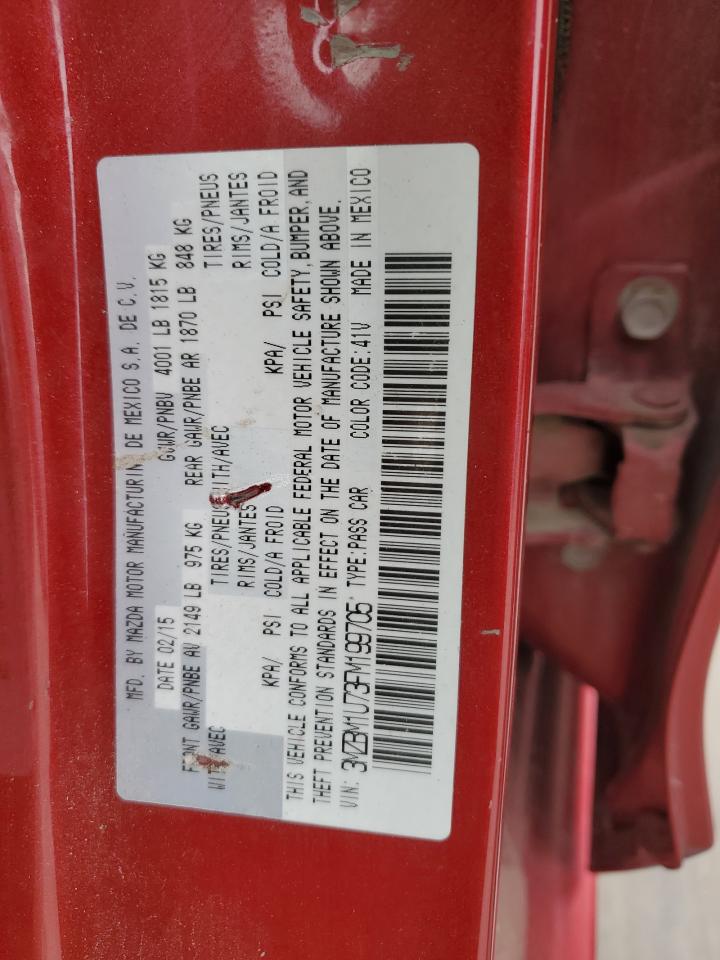 MFD. BY MAZDA MOTOR MANUFACTURING DE MEXICO S.A. DE C.V.
DATE 02/15 GVWR/PNBV 4001 LB 1815 KG
FRONT GAWR/PNBE AV 2149 LB 975 KG REAR GAWR/PNBE AR 1870 LB 848 KG
WITH/AVEC TIRES/PNEUS WITH/AVEC TIRES/PNEUS
RIMS/JANTES RIMS/JANTES
KPA/ PSI COLD/A FROID KPA/ PSI COLD/A FROID
THIS VEHICLE CONFORMS TO ALL APPLICABLE FEDERAL MOTOR VEHICLE SAFETY, BUMPER, AND
THEFT PREVENTION STANDARDS IN EFFECT ON THE DATE OF MANUFACTURE SHOWN ABOVE.
VIN: 3MZBM1U73FM199705 TYPE:PASS CAR COLOR CODE:41V MADE IN MEXICO